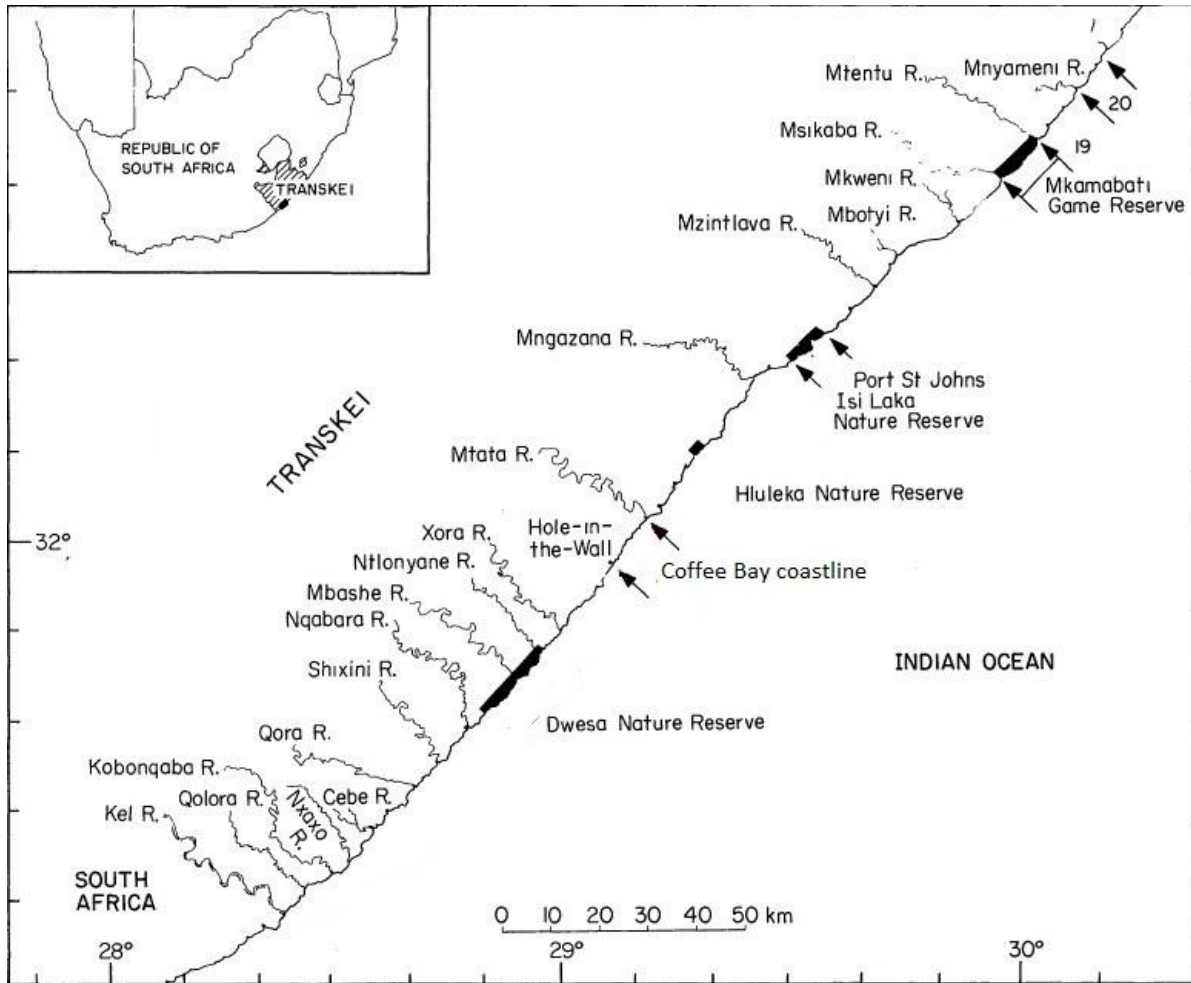 REPUBLIC OF
SOUTH AFRICA
TRANSKEI
Mtentu R.
Mnyameni R.
20
Msikaba R.
19
Mkweni R.
Mkamabati
Game Reserve
Mbotyi R.
Mzintlava R.
Mngazana R.
Port St Johns
Isi Laka
Nature Reserve
TRANSKEI
Mtata R.
Hluleka Nature Reserve
32°
Xora R.
Hole-in-
the-Wall
Ntlonyane R.
Coffee Bay coastline
Mbashe R.
Nqabara R.
Shixini R.
INDIAN OCEAN
Dwesa Nature Reserve
Qora R.
Kobonqaba R.
Qolora R.
Nxaxo
R.
Cebe R.
Kel R.
SOUTH
AFRICA
0 10 20 30 40 50 km
28°
29°
30°